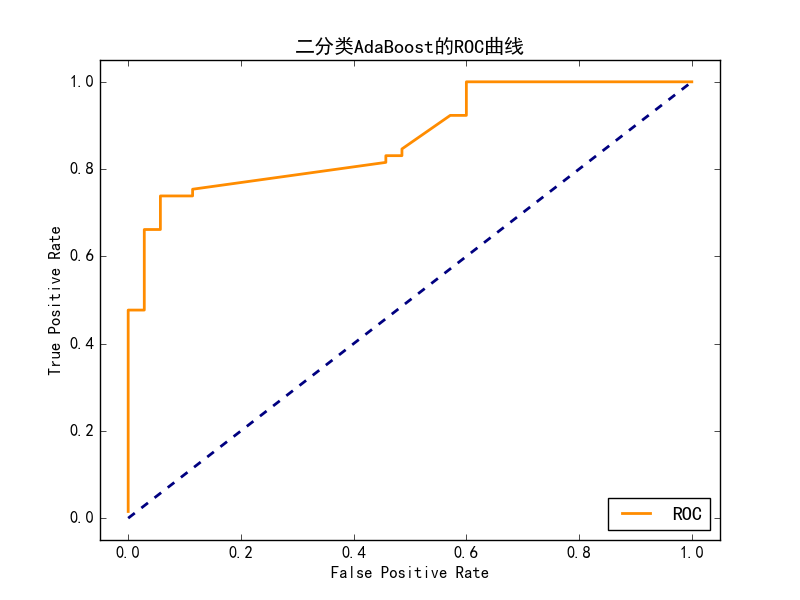 二分类AdaBoost的ROC曲线
True Positive Rate
1.0
0.8
0.6
0.4
0.2
0.0
ROC
0.0 0.2 0.4 0.6 0.8 1.0
False Positive Rate